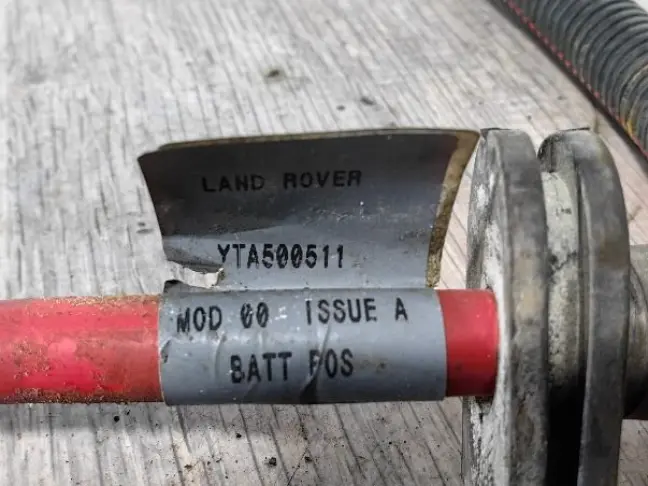 LAND ROVER
YTA500511
MOD 00 ISSUE A
BATT POS